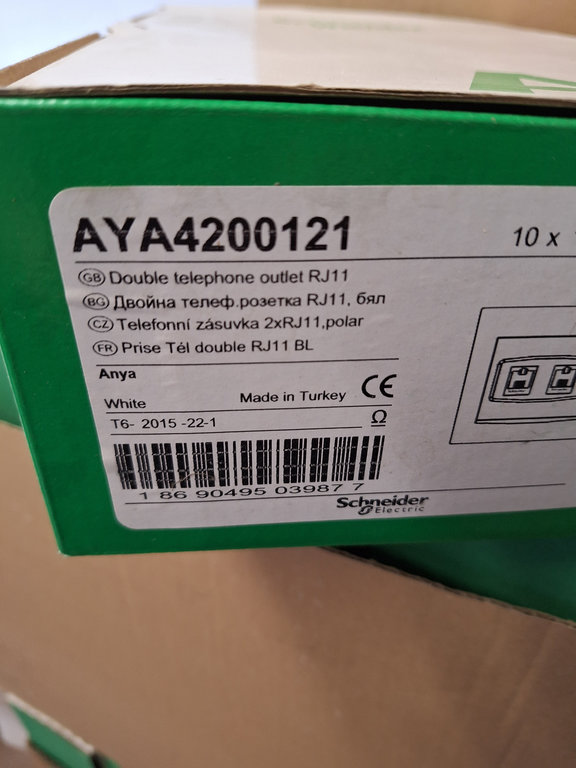 AYA4200121
10 x
GB Double telephone outlet RJ11
BG Двойна телеф.розетка RJ11, бял
CZ Telefonní zásuvka 2xRJ11,polar
FR Prise Tél double RJ11 BL
Anya
White Made in Turkey CE
T6- 2015 -22-1 Ω
1 86 90495 03987 7
Schneider
Electric